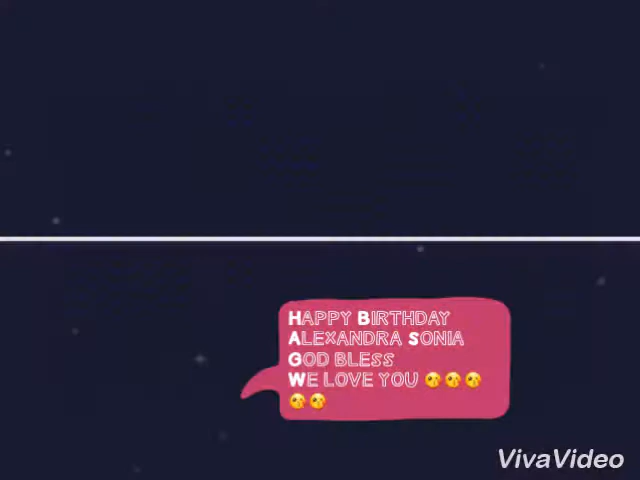 Happy Birthday
Alexandra Sonia
God bless
We love you 😘😘😘
😘😘
VivaVideo